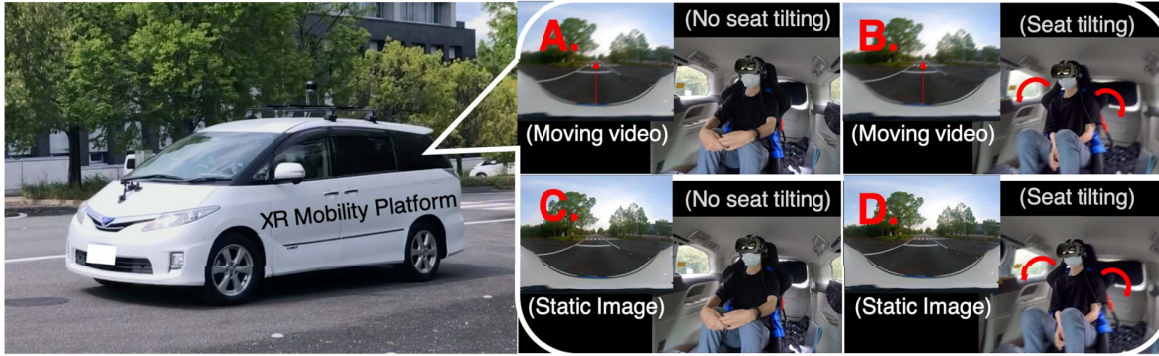 XR Mobility Platform
A.
(No seat tilting)
(Moving video)
B.
(Seat tilting)
(Moving video)
C.
(No seat tilting)
(Static Image)
D.
(Seat tilting)
(Static Image)